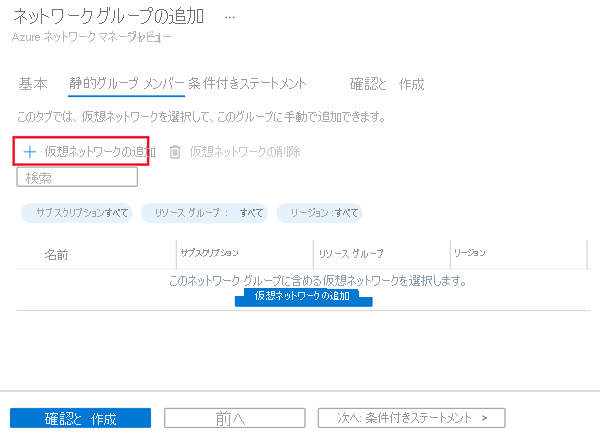 ネットワーク グループの追加 …
Azure ネットワーク マネージャー プレビュー
基本 静的グループ メンバー 条件付きステートメント 確認と 作成
このタブでは、仮想ネットワークを選択して、このグループに手動で追加できます。
+ 仮想ネットワークの追加 仮想ネットワークの削除
検索
サブスクリプションすべて リソース グループ : すべて リージョン : すべて
名前 サブスクリプション リソース グループ リージョン
このネットワーク グループに含める仮想ネットワークを選択します。
仮想ネットワークの追加
確認と 作成 前へ 次へ: 条件付きステートメント >